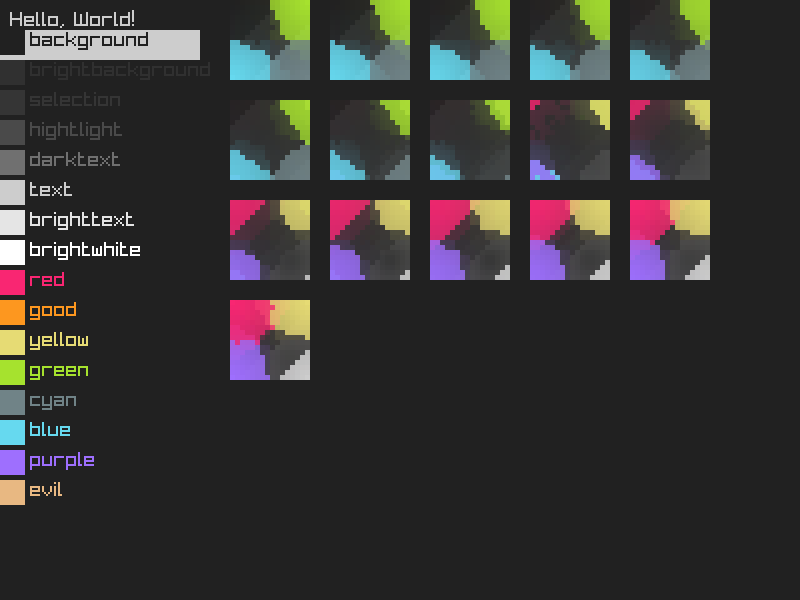 Hello, World!
background
brightbackground
selection
hightlight
darktext
text
brighttext
brightwhite
red
good
yellow
green
cyan
blue
purple
evil